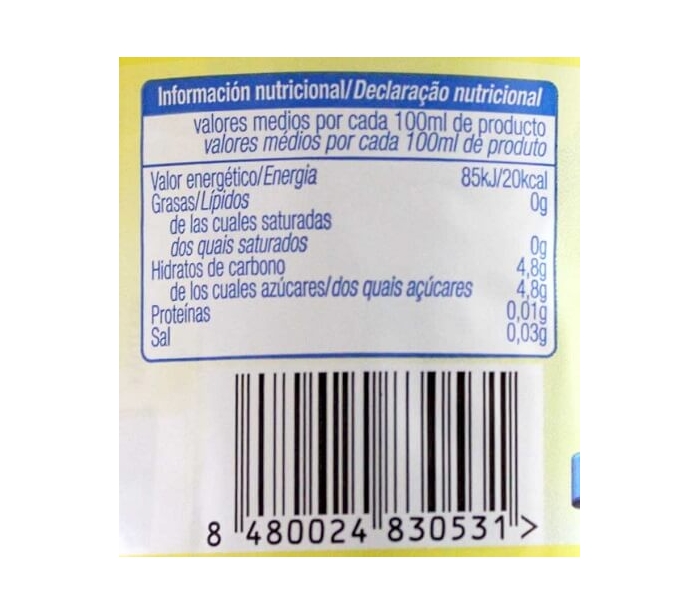 Información nutricional/Declaração nutricional
valores medios por cada 100ml de producto
valores médios por cada 100ml de produto
Valor energético/Energia 85kJ/20kcal
Grasas/Lípidos 0g
de las cuales saturadas
dos quais saturados 0g
Hidratos de carbono 4,8g
de los cuales azúcares/dos quais açúcares 4,8g
Proteínas 0,01g
Sal 0,03g
8 480024 830531 >